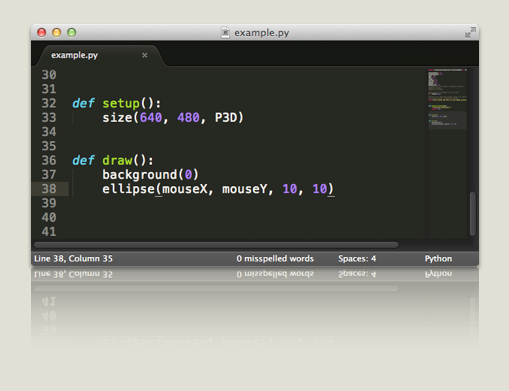 example.py
example.py
30
31
32 def setup():
33     size(640, 480, P3D)
34
35
36 def draw():
37     background(0)
38     ellipse(mouseX, mouseY, 10, 10)
39
40
41
Line 38, Column 35 0 misspelled words Spaces: 4 Python